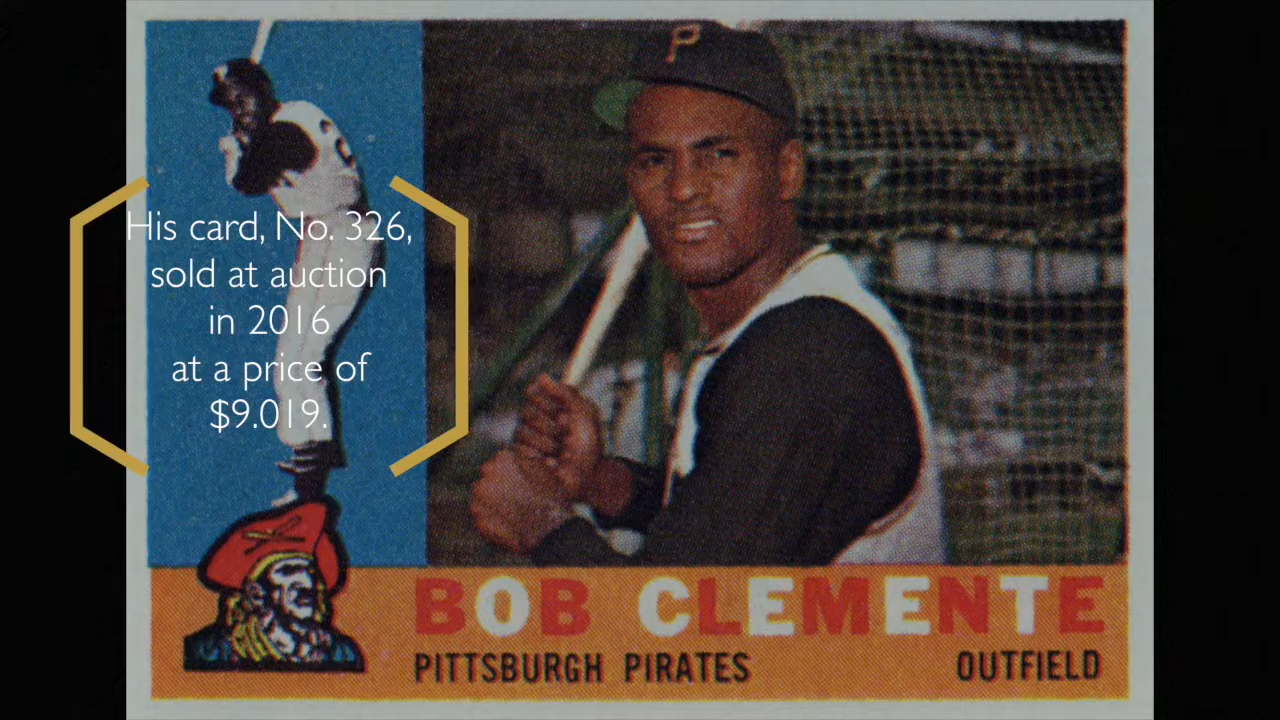 His card, No. 326,
sold at auction
in 2016
at a price of
$9.019.
P
BOB CLEMENTE
PITTSBURGH PIRATES
OUTFIELD